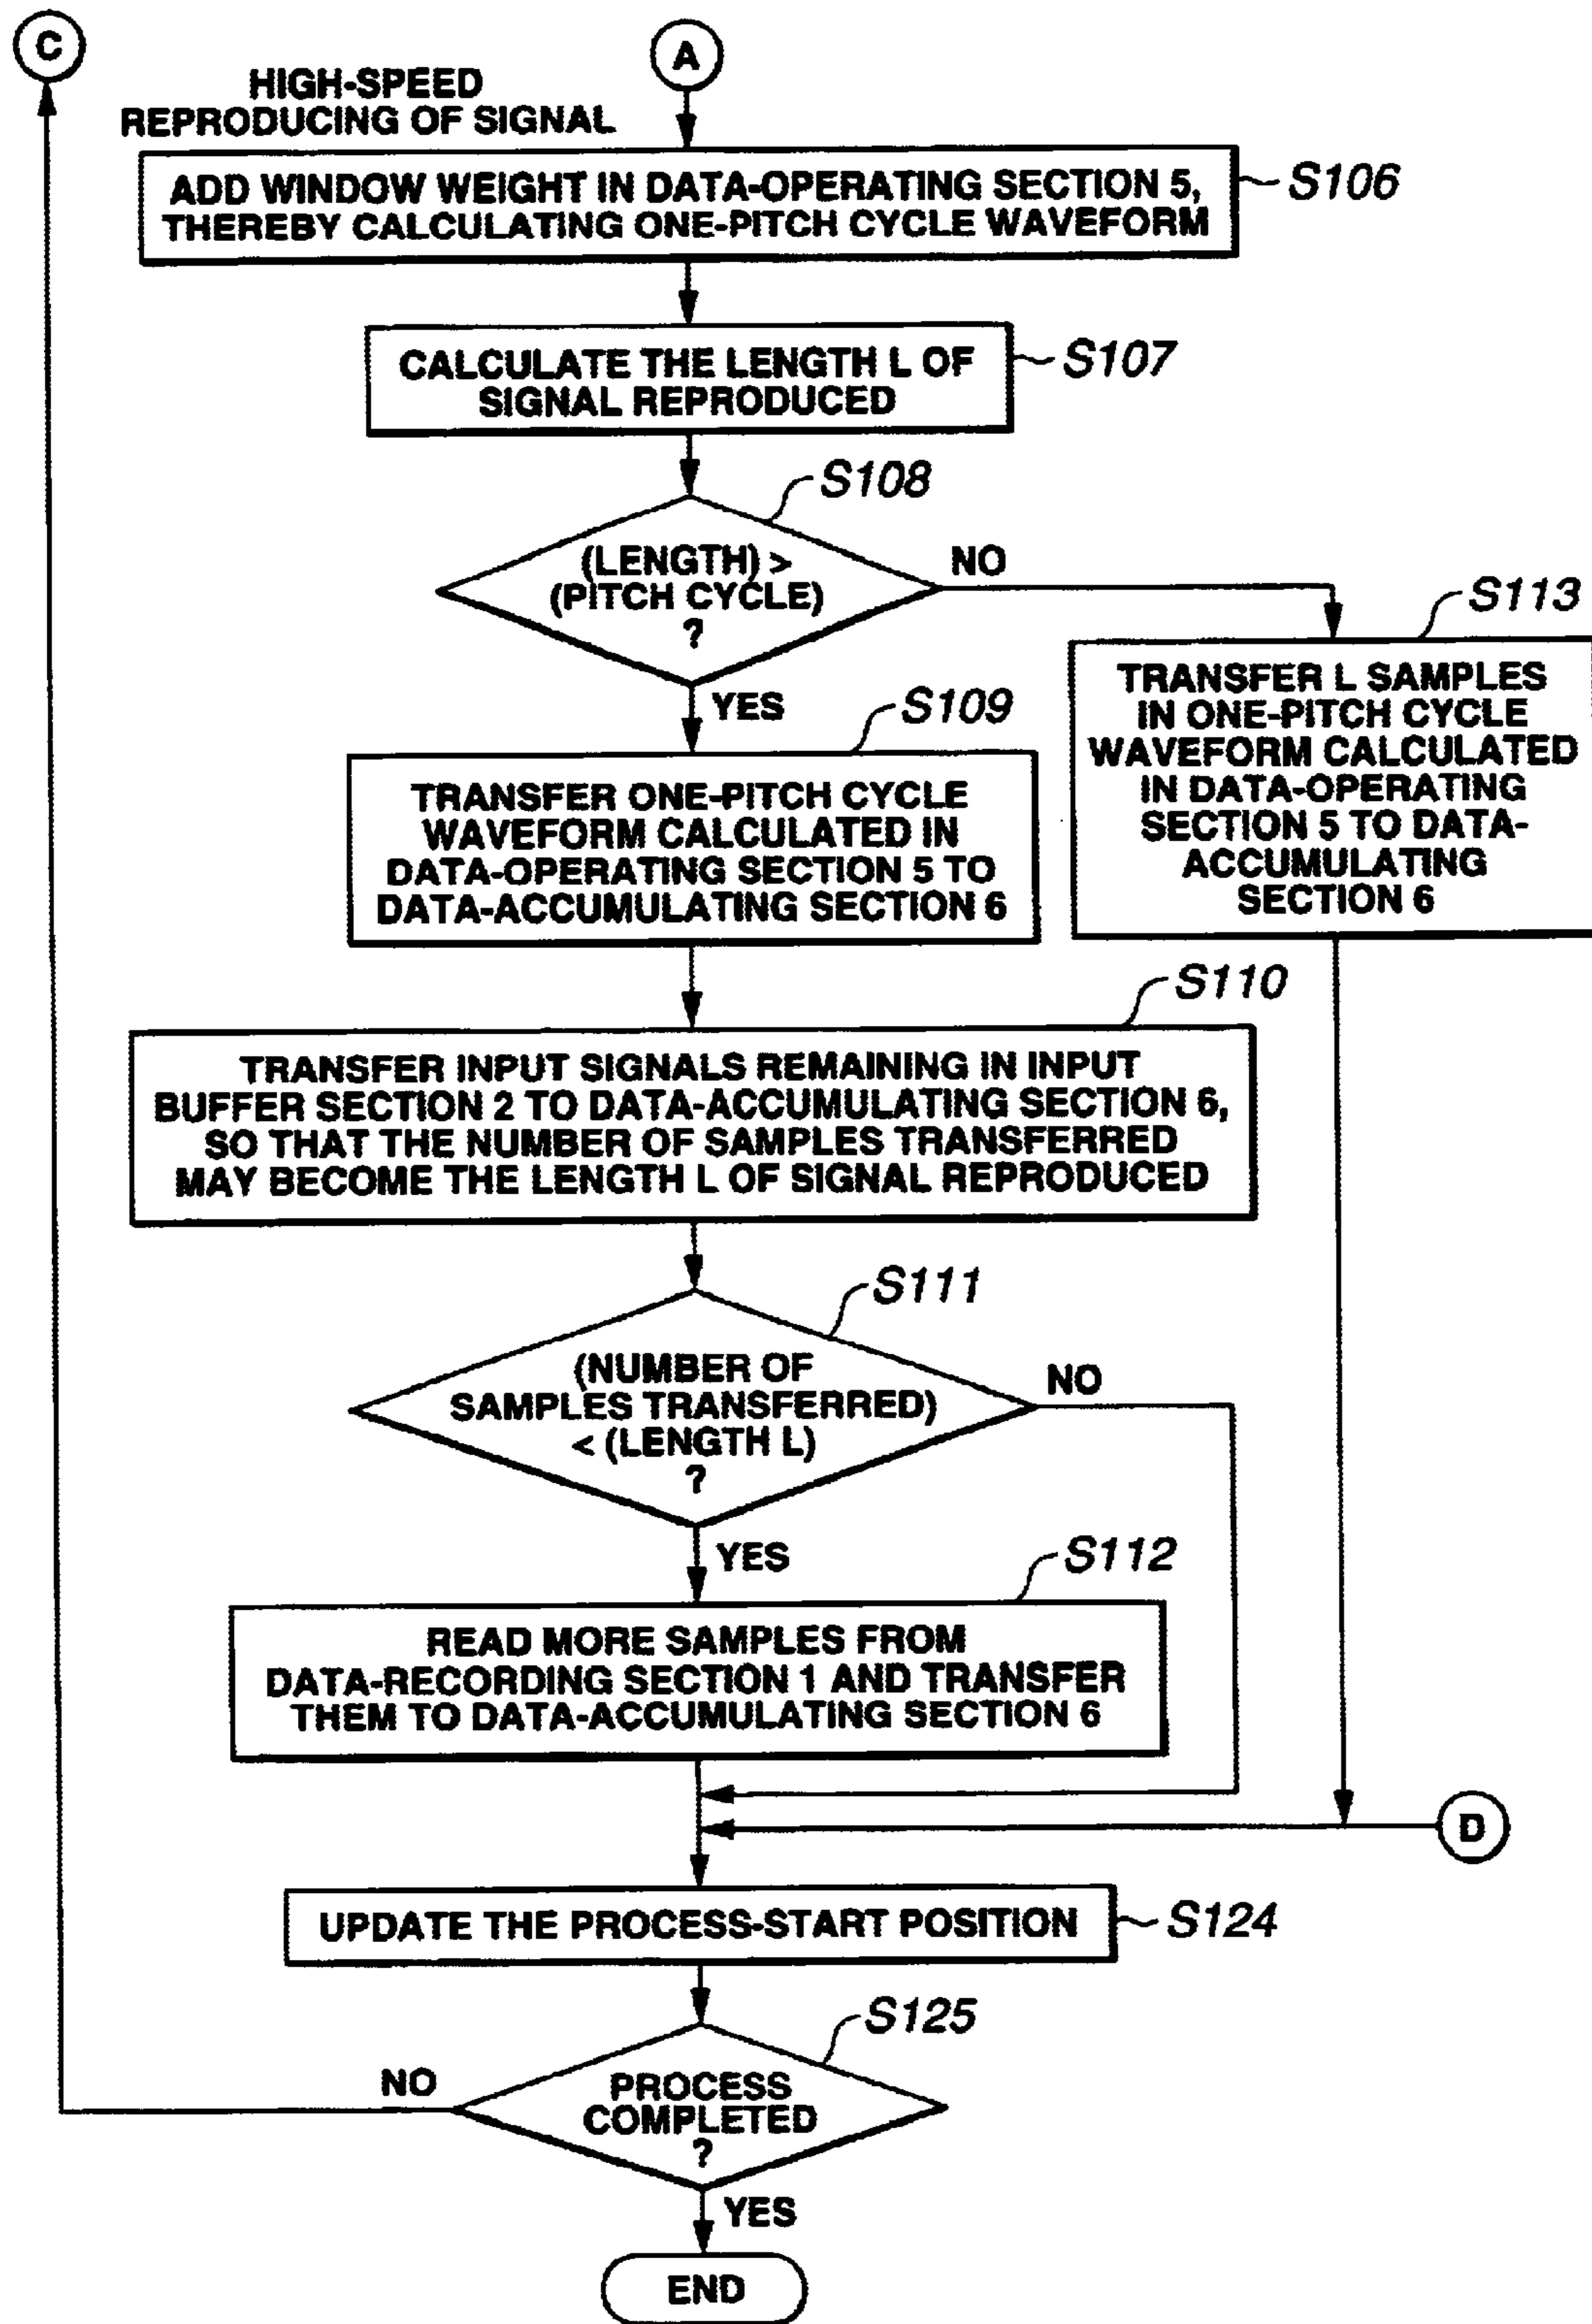 C
A
HIGH-SPEED
REPRODUCING OF SIGNAL
ADD WINDOW WEIGHT IN DATA-OPERATING SECTION 5,
THEREBY CALCULATING ONE-PITCH CYCLE WAVEFORM
S106
CALCULATE THE LENGTH L OF
SIGNAL REPRODUCED
S107
S108
(LENGTH) >
(PITCH CYCLE)
?
NO
YES
S113
TRANSFER L SAMPLES
IN ONE-PITCH CYCLE
WAVEFORM CALCULATED
IN DATA-OPERATING
SECTION 5 TO DATA-
ACCUMULATING
SECTION 6
S109
TRANSFER ONE-PITCH CYCLE
WAVEFORM CALCULATED IN
DATA-OPERATING SECTION 5 TO
DATA-ACCUMULATING SECTION 6
S110
TRANSFER INPUT SIGNALS REMAINING IN INPUT
BUFFER SECTION 2 TO DATA-ACCUMULATING SECTION 6,
SO THAT THE NUMBER OF SAMPLES TRANSFERRED
MAY BECOME THE LENGTH L OF SIGNAL REPRODUCED
S111
(NUMBER OF
SAMPLES TRANSFERRED)
< (LENGTH L)
?
NO
YES
S112
READ MORE SAMPLES FROM
DATA-RECORDING SECTION 1 AND TRANSFER
THEM TO DATA-ACCUMULATING SECTION 6
D
UPDATE THE PROCESS-START POSITION
S124
S125
PROCESS
COMPLETED
?
NO
YES
END